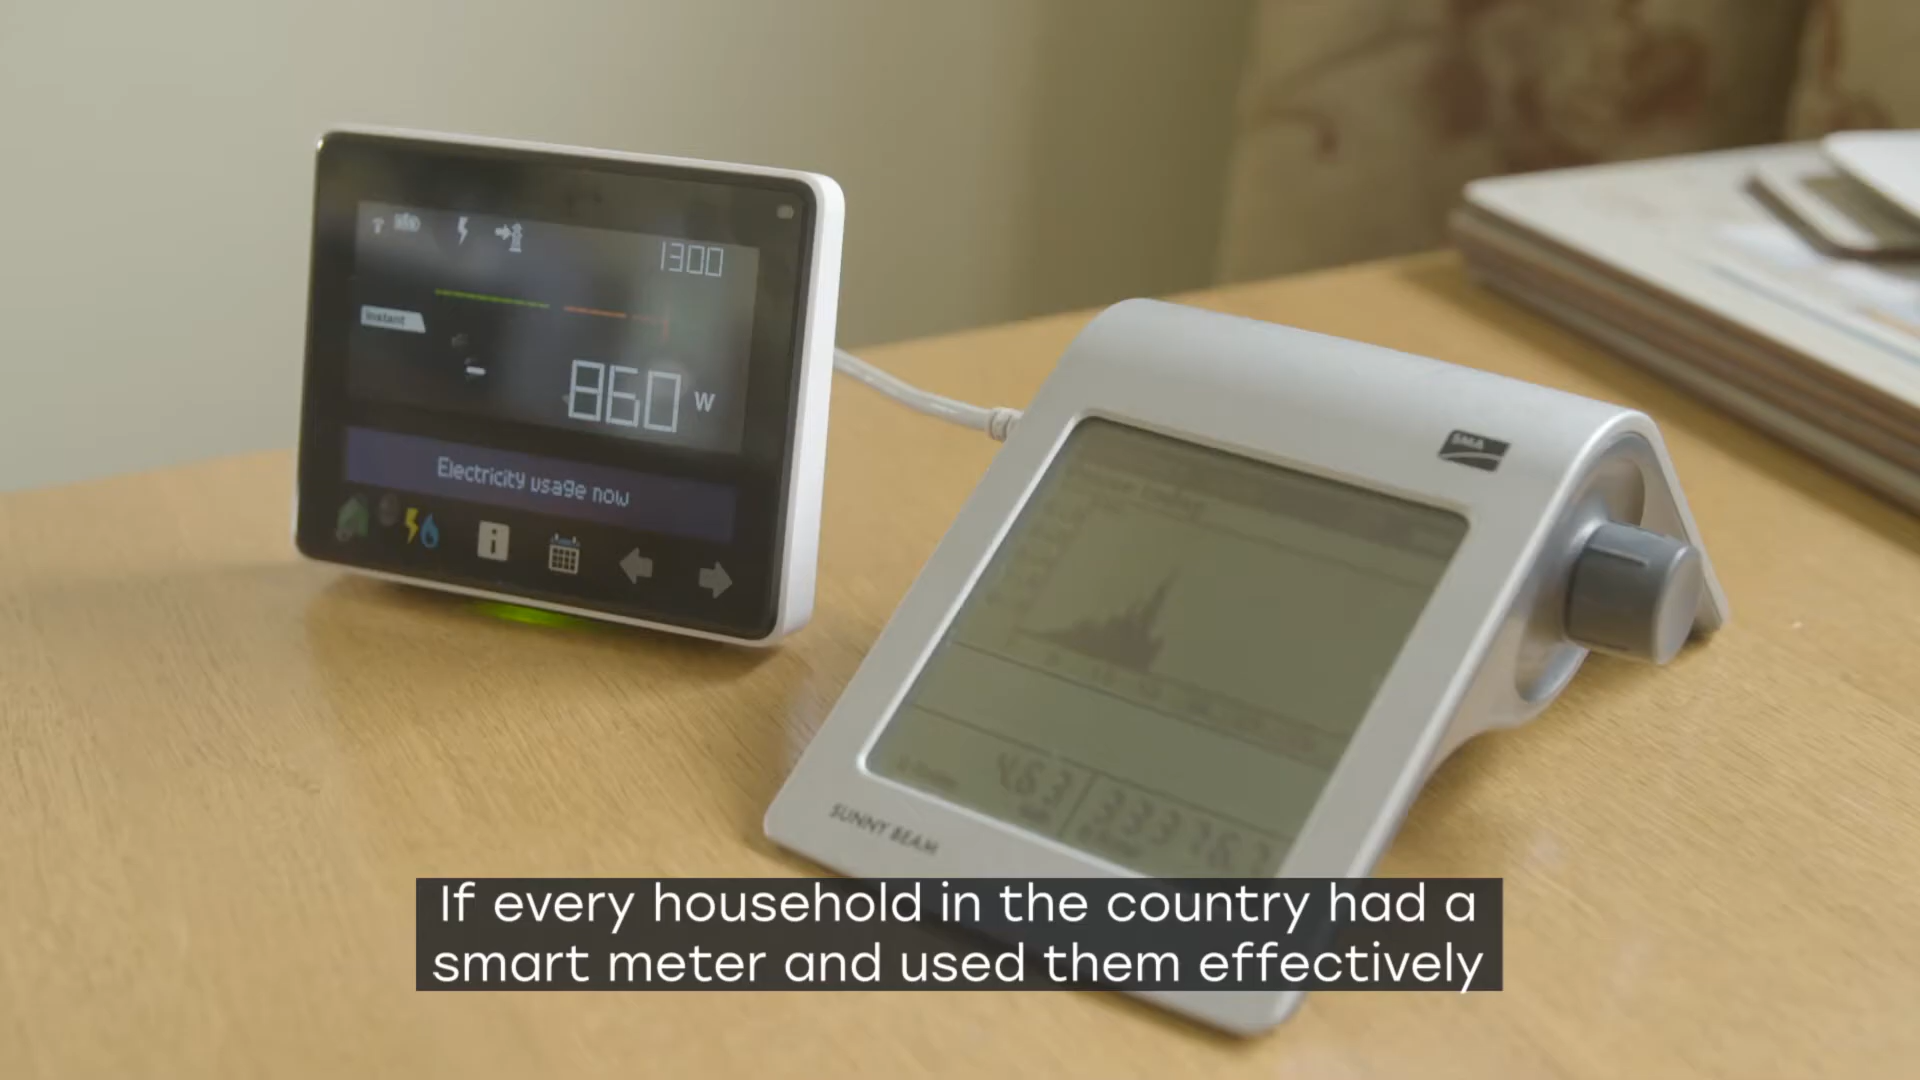 1300
Instant
860 W
Electricity usage now
SMA
SUNNY BEAM
If every household in the country had a
smart meter and used them effectively